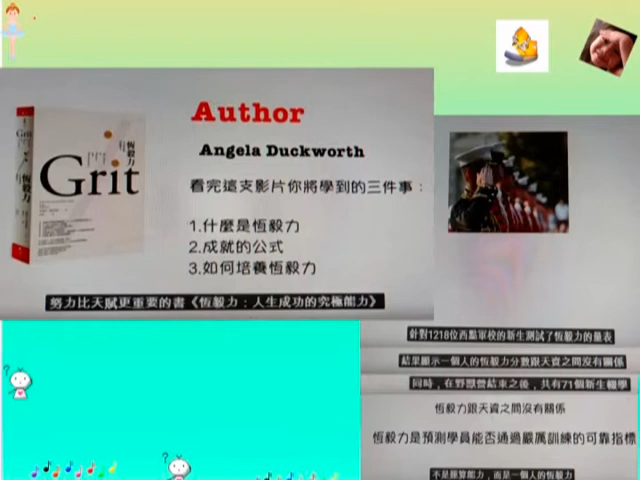 Author
Angela Duckworth
Grit
恆毅力
Grit
恆毅力
看完這支影片你將學到的三件事：
1.什麼是恆毅力
2.成就的公式
3.如何培養恆毅力
努力比天賦更重要的書《恆毅力：人生成功的究極能力》
針對1218位西點軍校的新生測試了恆毅力的量表
結果顯示一個人的恆毅力分數跟天資之間沒有關係
同時，在野獸營結束之後，共有71個新生輟學
恆毅力跟天資之間沒有關係
恆毅力是預測學員能否通過嚴厲訓練的可靠指標
而是一個人的恆毅力